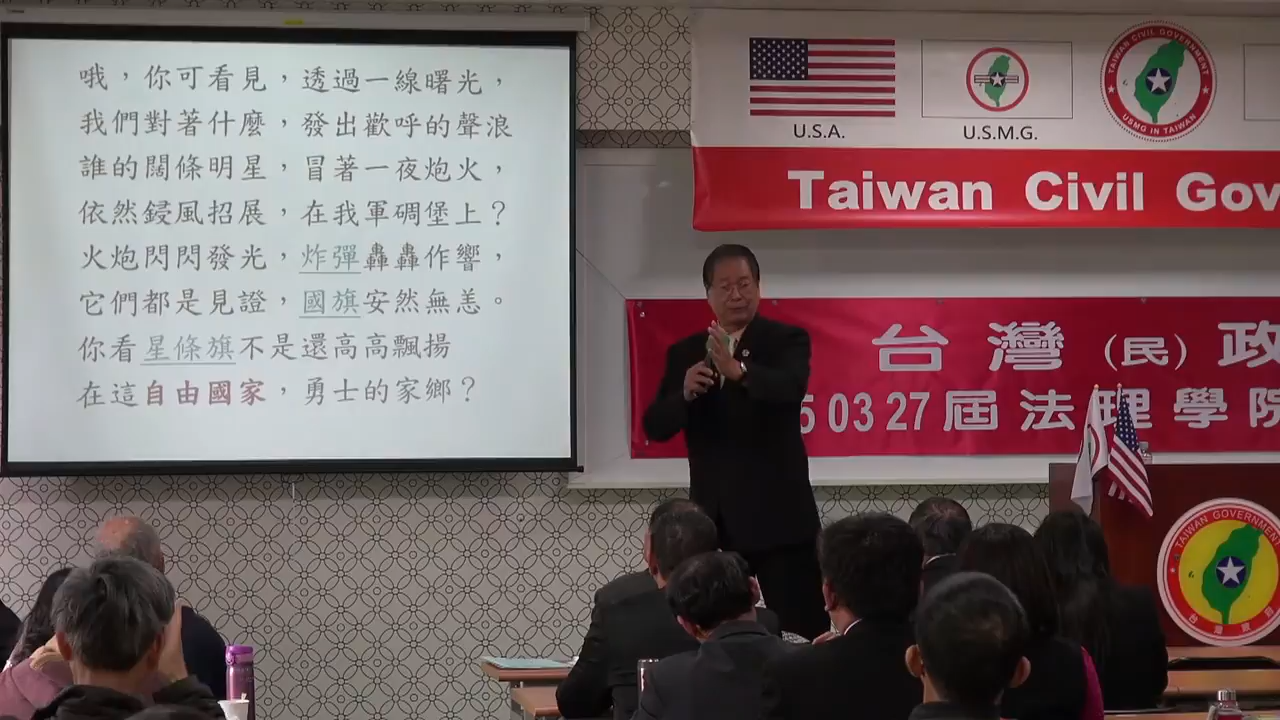 哦，你可看見，透過一線曙光，
我們對著什麼，發出歡呼的聲浪
誰的闊條明星，冒著一夜炮火，
依然鋟風招展，在我軍碉堡上？
火炮閃閃發光，炸彈轟轟作響，
它們都是見證，國旗安然無恙。
你看星條旗不是還高高飄揚
在這自由國家，勇士的家鄉？
U.S.A.
U.S.M.G.
TAIWAN CIVIL GOVERNMENT
USMG IN TAIWAN
Taiwan Civil Gov
台灣（民）政
5 03 27屆法理學院
TAIWAN GOVERNMENT